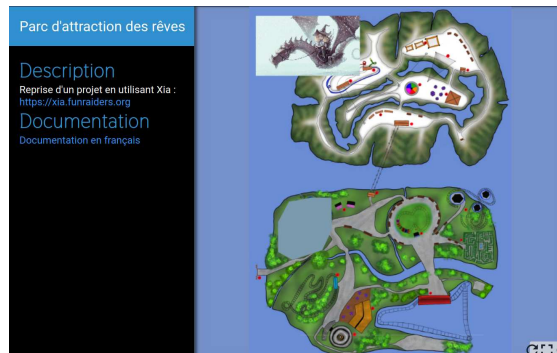 Parc d'attraction des rêves
Description
Reprise d'un projet en utilisant Xia :
https://xia.funraiders.org
Documentation
Documentation en français